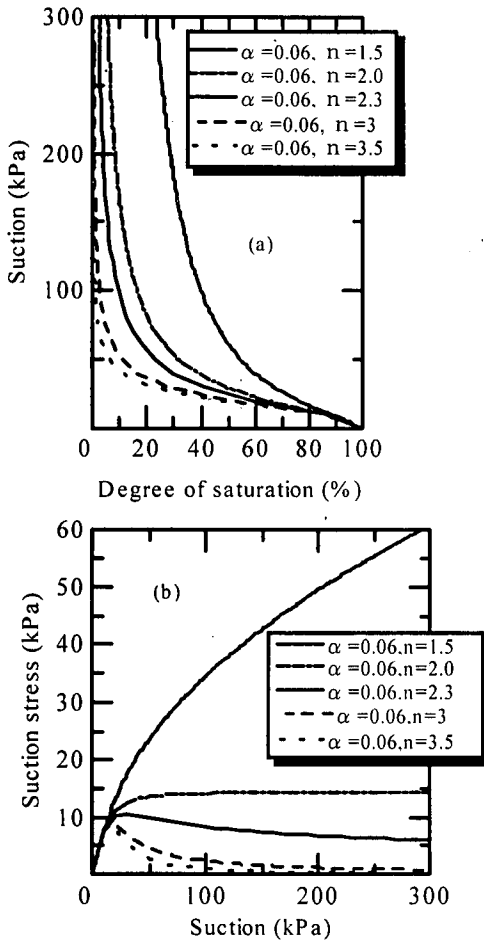 300
200
100
Suction (kPa)
α=0.06, n=1.5
α=0.06, n=2.0
α=0.06, n=2.3
α=0.06, n=3
α=0.06, n=3.5
(a)
0 20 40 60 80 100
Degree of saturation (%)
60
50
40
30
20
10
Suction stress (kPa)
(b)
α=0.06,n=1.5
α=0.06,n=2.0
α=0.06,n=2.3
α=0.06,n=3
α=0.06,n=3.5
0 100 200 300
Suction (kPa)